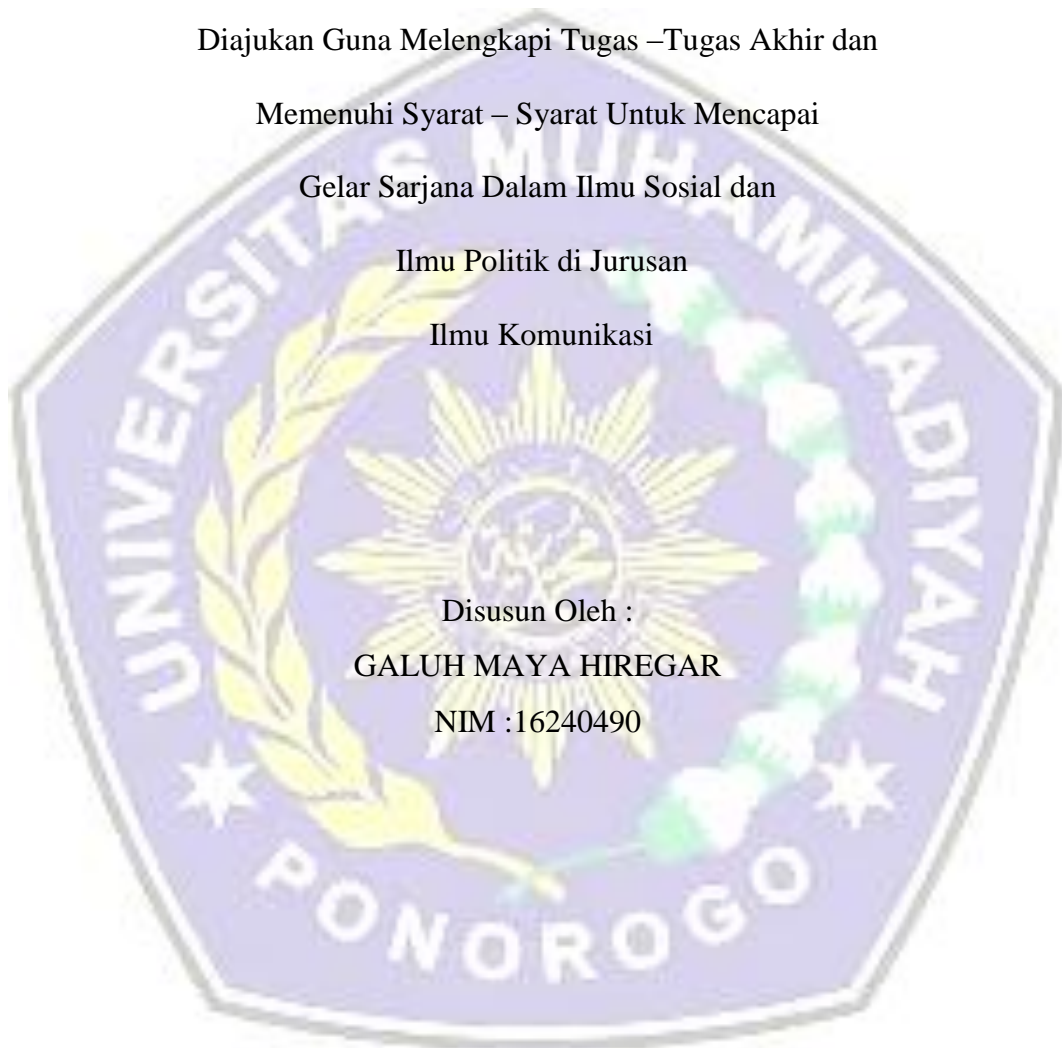 Diajukan Guna Melengkapi Tugas –Tugas Akhir dan
Memenuhi Syarat – Syarat Untuk Mencapai
Gelar Sarjana Dalam Ilmu Sosial dan
Ilmu Politik di Jurusan
Ilmu Komunikasi
Disusun Oleh :
GALUH MAYA HIREGAR
NIM :16240490
UNIVERSITAS MUHAMMADIYAH
PONOROGO